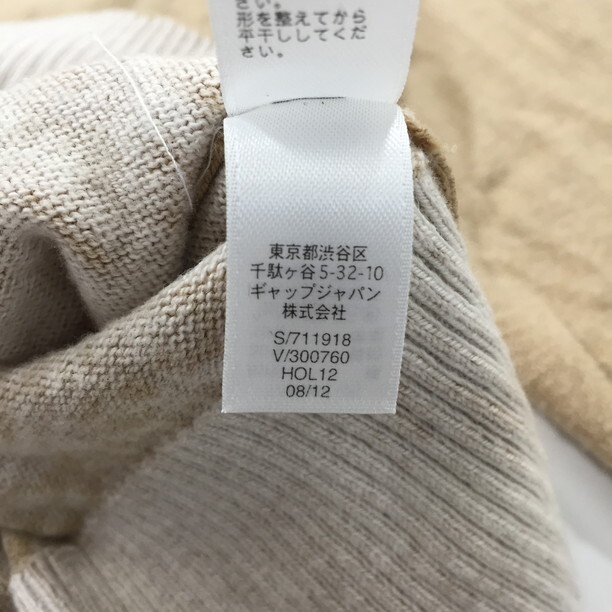 さい。
形を整えてから
平干ししてくだ
さい。
東京都渋谷区
千駄ヶ谷5-32-10
ギャップジャパン
株式会社
S/711918
V/300760
HOL12
08/12